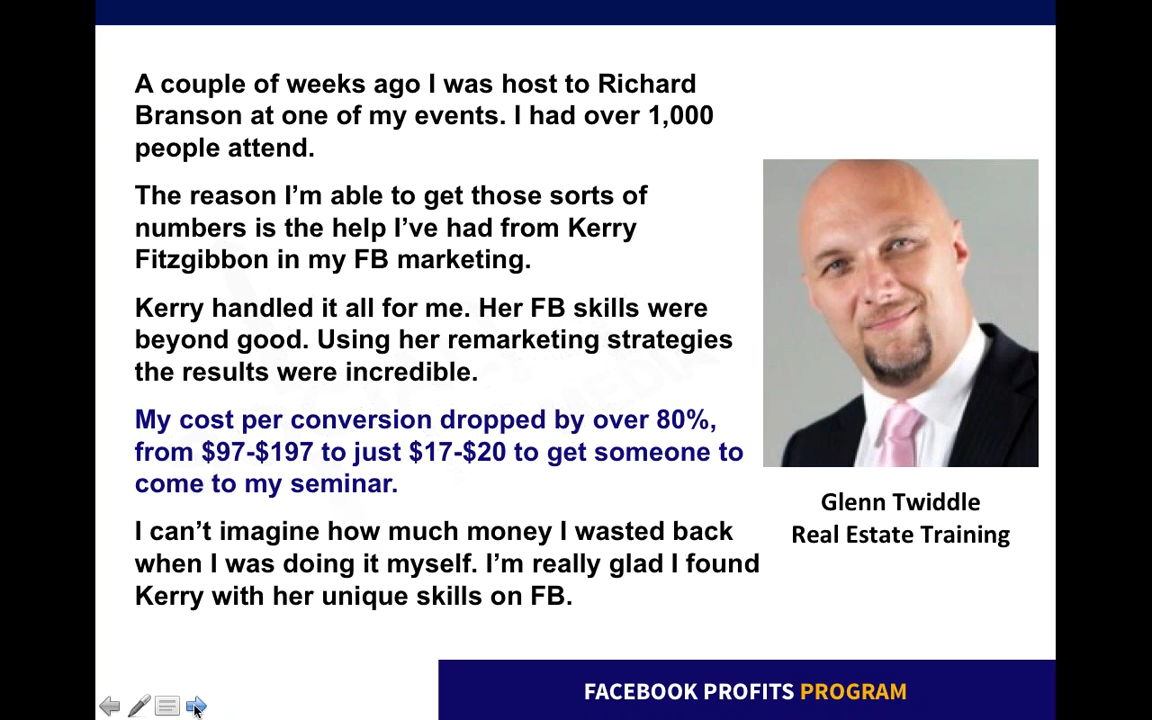 A couple of weeks ago I was host to Richard
Branson at one of my events. I had over 1,000
people attend.
The reason I’m able to get those sorts of
numbers is the help I’ve had from Kerry
Fitzgibbon in my FB marketing.
Kerry handled it all for me. Her FB skills were
beyond good. Using her remarketing strategies
the results were incredible.
My cost per conversion dropped by over 80%,
from $97-$197 to just $17-$20 to get someone to
come to my seminar.
I can’t imagine how much money I wasted back
when I was doing it myself. I’m really glad I found
Kerry with her unique skills on FB.
Glenn Twiddle
Real Estate Training
FACEBOOK PROFITS PROGRAM